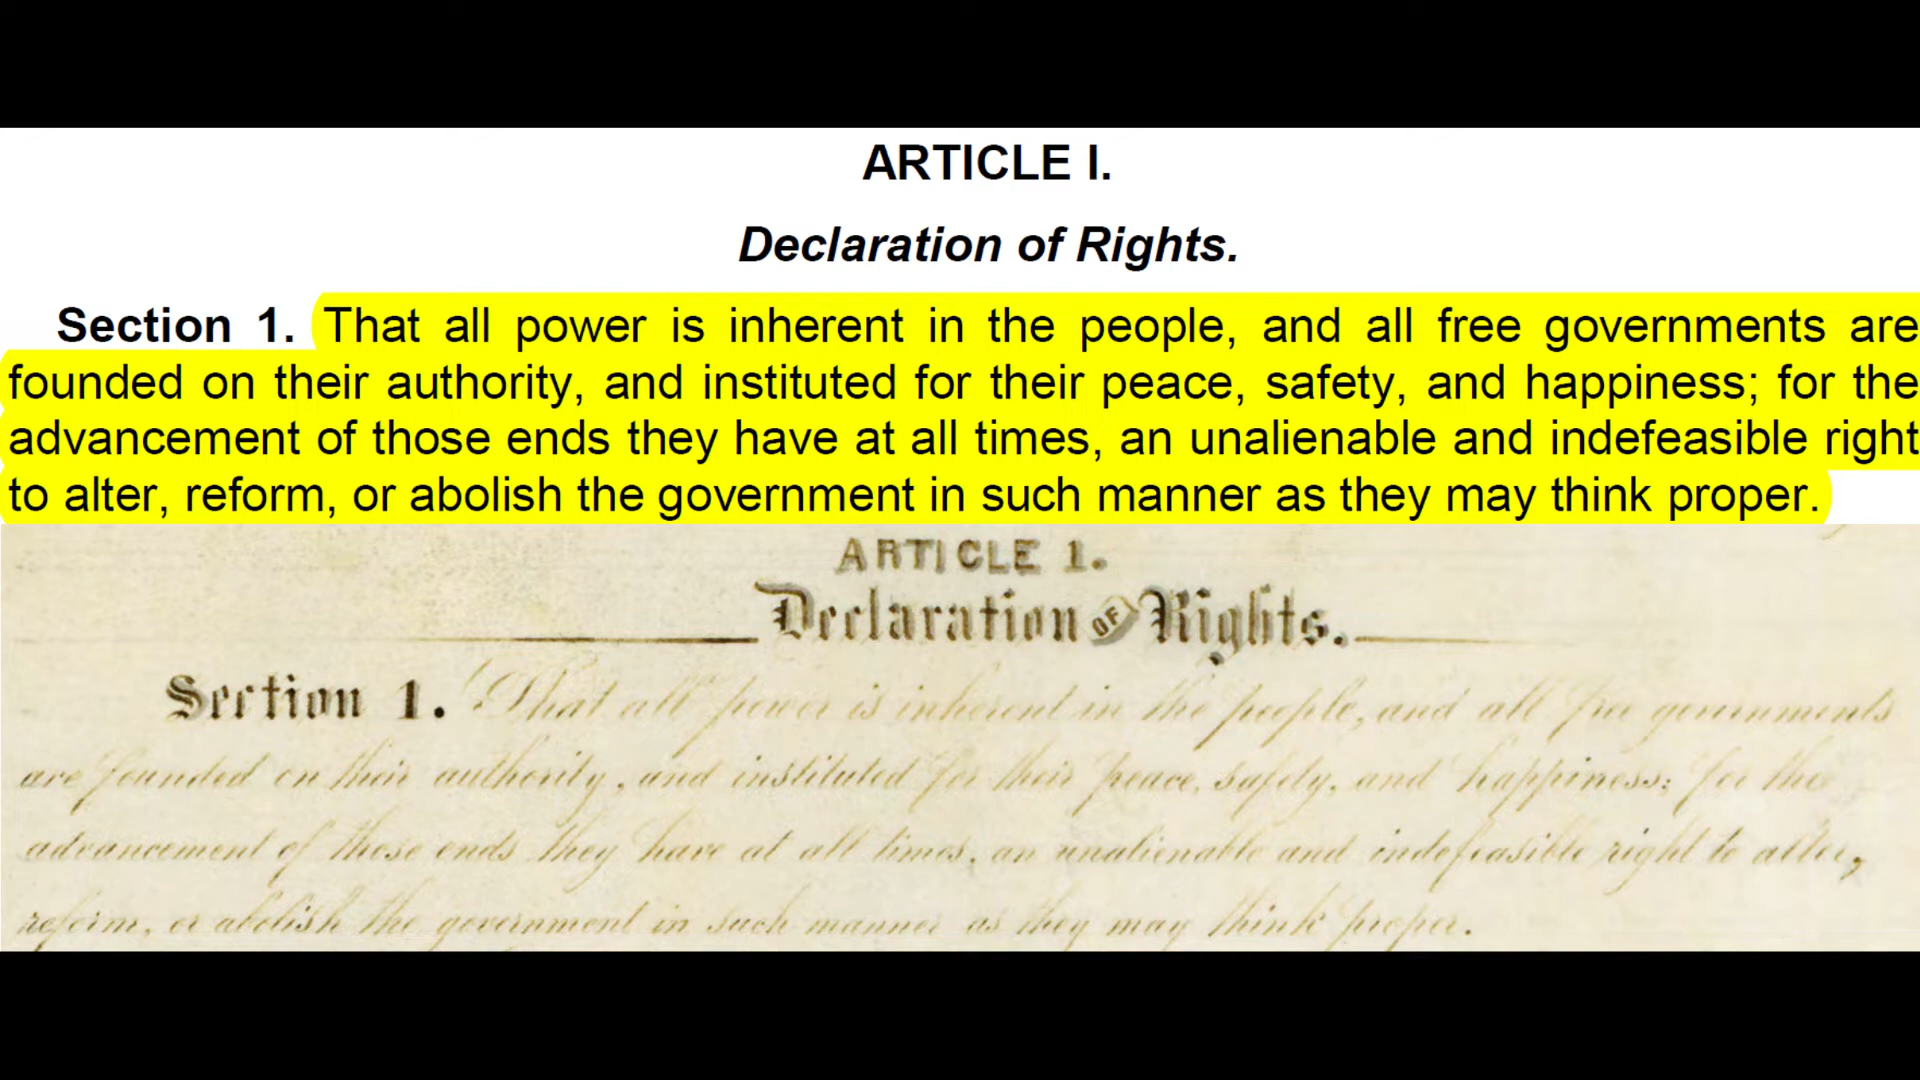 ARTICLE I.
Declaration of Rights.
Section 1. That all power is inherent in the people, and all free governments are
founded on their authority, and instituted for their peace, safety, and happiness; for the
advancement of those ends they have at all times, an unalienable and indefeasible right
to alter, reform, or abolish the government in such manner as they may think proper.
ARTICLE 1.
Declaration OF Rights.
Section 1. That all power is inherent in the people, and all free governments
are founded on their authority, and instituted for their peace, safety, and happiness; for the
advancement of those ends they have at all times, an unalienable and indefeasible right to alter,
reform, or abolish the government in such manner as they may think proper.